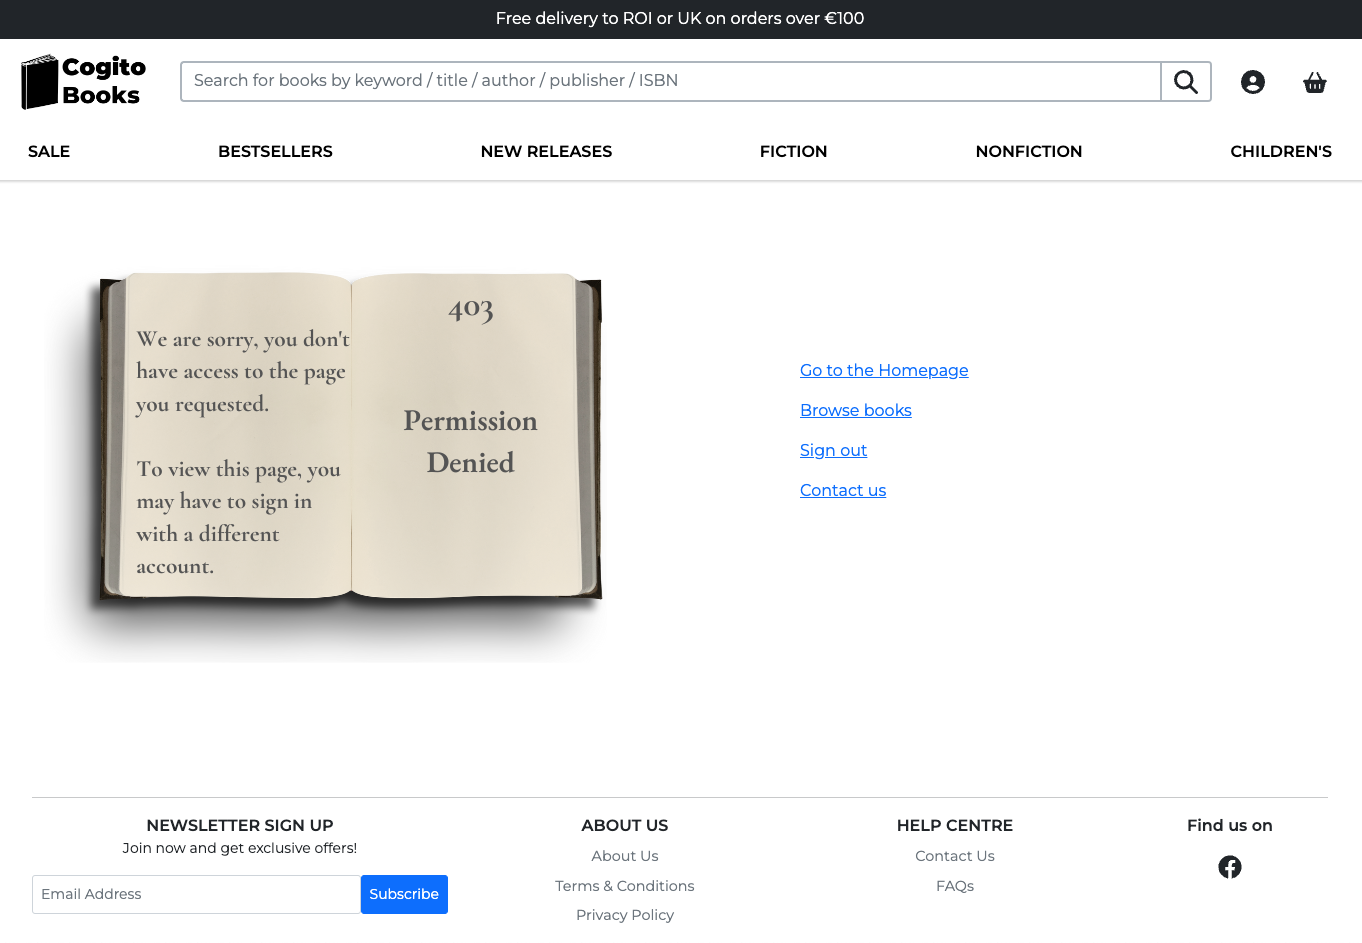 Free delivery to ROI or UK on orders over €100
Cogito
Books
Search for books by keyword / title / author / publisher / ISBN
SALE
BESTSELLERS
NEW RELEASES
FICTION
NONFICTION
CHILDREN'S
We are sorry, you don't
have access to the page
you requested.
To view this page, you
may have to sign in
with a different
account.
403
Permission
Denied
Go to the Homepage
Browse books
Sign out
Contact us
NEWSLETTER SIGN UP
Join now and get exclusive offers!
Email Address
Subscribe
ABOUT US
About Us
Terms & Conditions
Privacy Policy
HELP CENTRE
Contact Us
FAQs
Find us on